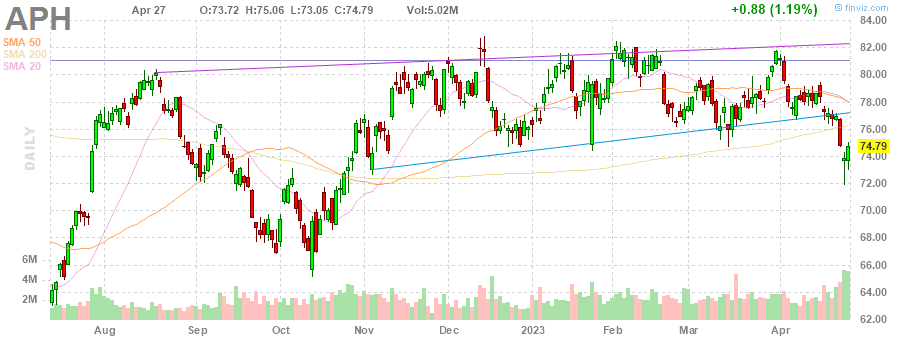 APH
Apr 27 O:73.72 H:75.06 L:73.05 C:74.79 Vol:5.02M +0.88 (1.19%)
© finviz.com
SMA 50
SMA 200
SMA 20
DAILY
84.00
82.00
80.00
78.00
76.00
74.79
74.00
72.00
70.00
68.00
66.00
64.00
62.00
6M
4M
2M
Aug Sep Oct Nov Dec 2023 Feb Mar Apr